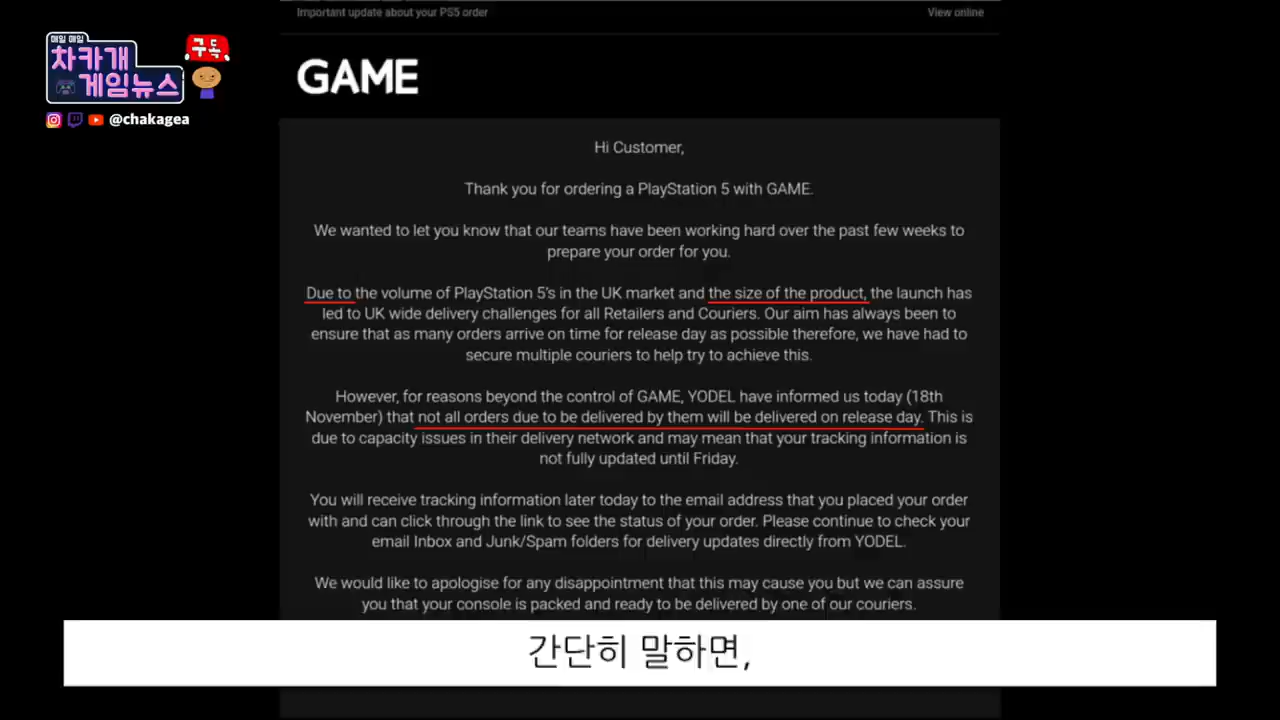 Important update about your PS5 order
View online
매일 매일
차카개
게임뉴스
구독
@chakagea
GAME
Hi Customer,
Thank you for ordering a PlayStation 5 with GAME.
We wanted to let you know that our teams have been working hard over the past few weeks to
prepare your order for you.
Due to the volume of PlayStation 5's in the UK market and the size of the product, the launch has
led to UK wide delivery challenges for all Retailers and Couriers. Our aim has always been to
ensure that as many orders arrive on time for release day as possible therefore, we have had to
secure multiple couriers to help try to achieve this.
However, for reasons beyond the control of GAME, YODEL have informed us today (18th
November) that not all orders due to be delivered by them will be delivered on release day. This is
due to capacity issues in their delivery network and may mean that your tracking information is
not fully updated until Friday.
You will receive tracking information later today to the email address that you placed your order
with and can click through the link to see the status of your order. Please continue to check your
email Inbox and Junk/Spam folders for delivery updates directly from YODEL.
We would like to apologise for any disappointment that this may cause you but we can assure
you that your console is packed and ready to be delivered by one of our couriers.
간단히 말하면,